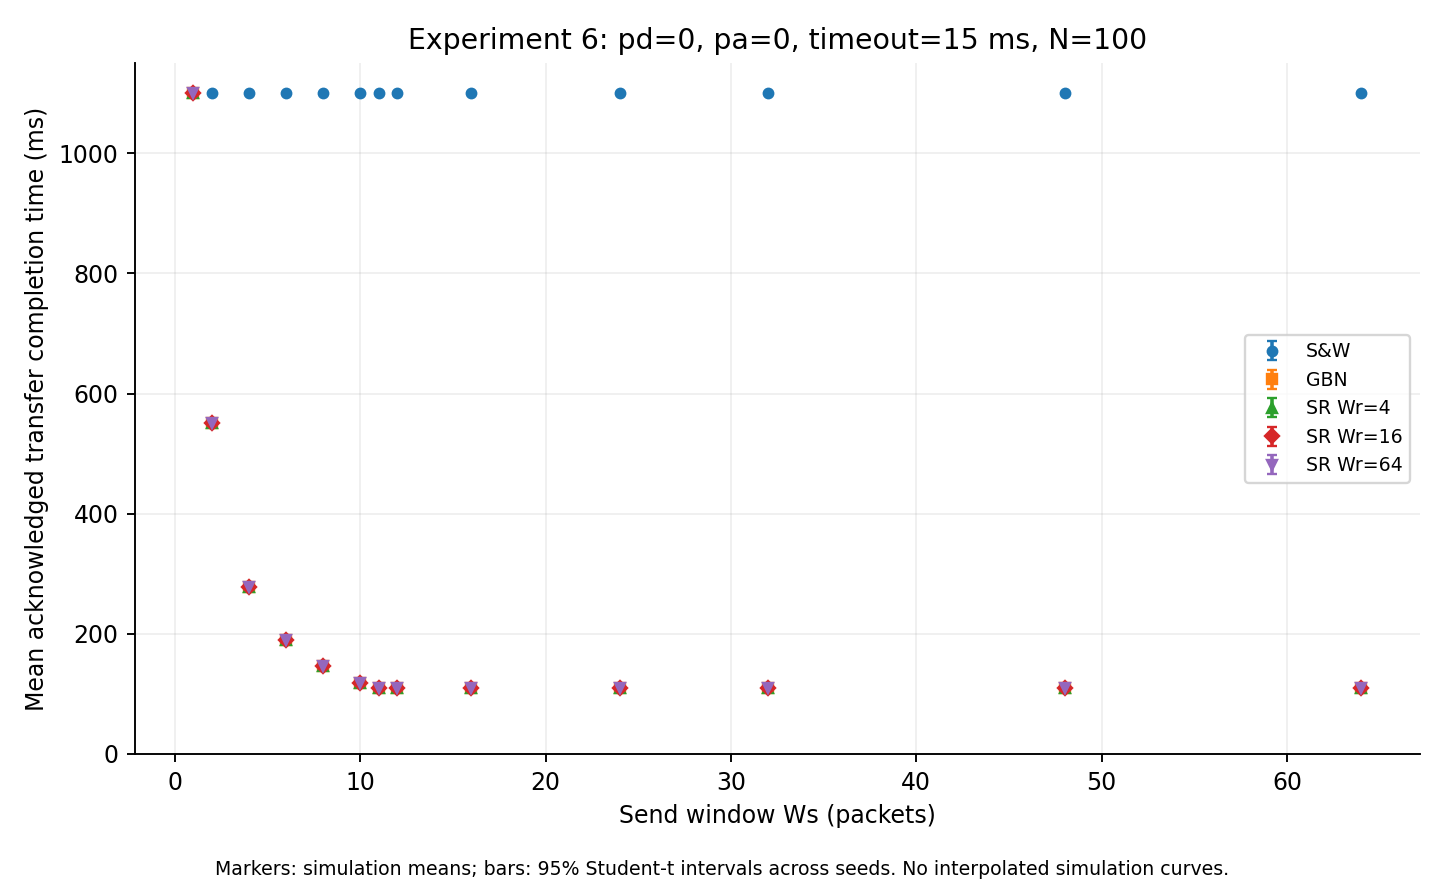 Experiment 6: pd=0, pa=0, timeout=15 ms, N=100
Mean acknowledged transfer completion time (ms)
1000
800
600
400
200
0
S&W
GBN
SR Wr=4
SR Wr=16
SR Wr=64
0 10 20 30 40 50 60
Send window Ws (packets)
Markers: simulation means; bars: 95% Student-t intervals across seeds. No interpolated simulation curves.